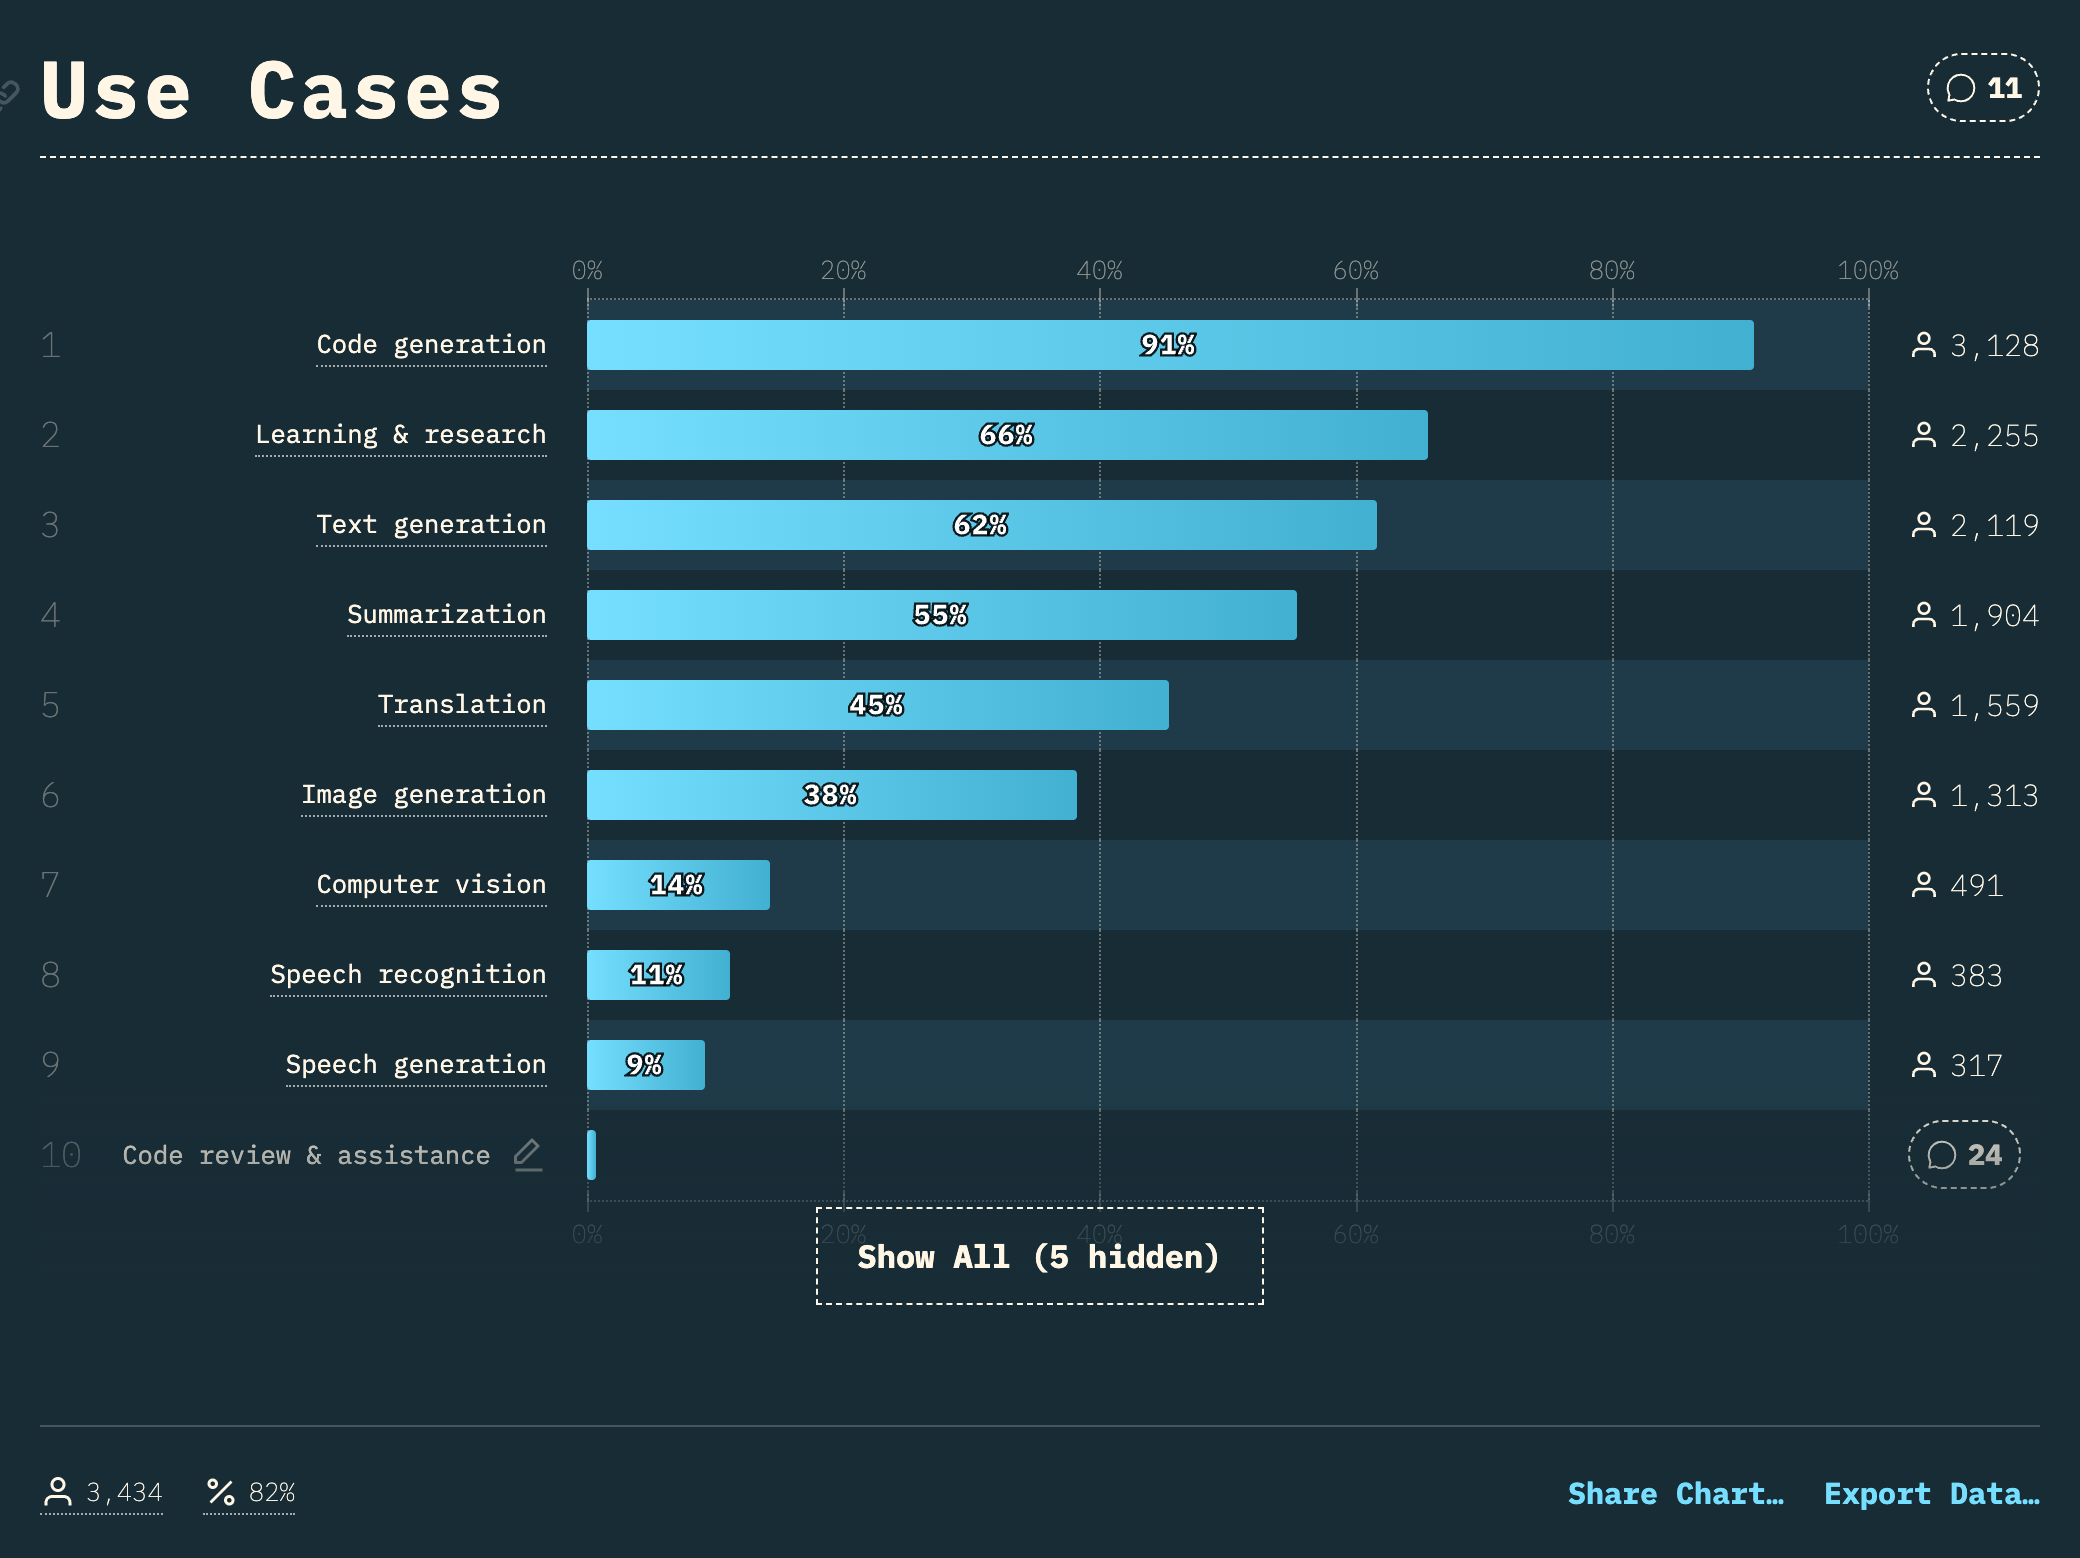 Use Cases
11
0% 20% 40% 60% 80% 100%
1 Code generation 91% 3,128
2 Learning & research 66% 2,255
3 Text generation 62% 2,119
4 Summarization 55% 1,904
5 Translation 45% 1,559
6 Image generation 38% 1,313
7 Computer vision 14% 491
8 Speech recognition 11% 383
9 Speech generation 9% 317
10 Code review & assistance 24
0% 20% 40% 60% 80% 100%
Show All (5 hidden)
3,434 % 82% Share Chart… Export Data…